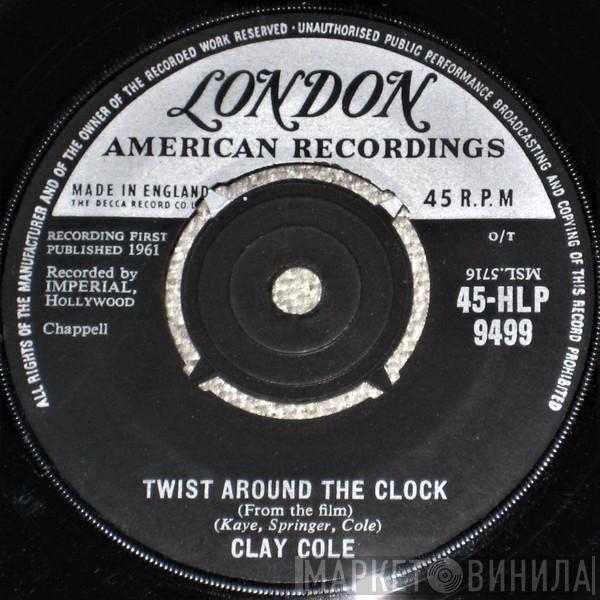 ALL RIGHTS OF THE MANUFACTURER AND OF THE OWNER OF THE RECORDED WORK RESERVED · UNAUTHORISED PUBLIC PERFORMANCE BROADCASTING AND COPYING OF THIS RECORD PROHIBITED
LONDON
AMERICAN RECORDINGS
MADE IN ENGLAND
THE DECCA RECORD CO.
45 R.P.M
RECORDING FIRST
PUBLISHED 1961
O/T
Recorded by
IMPERIAL,
HOLLYWOOD
MSL.5716
45-HLP
9499
Chappell
TWIST AROUND THE CLOCK
(From the film)
(Kaye, Springer, Cole)
CLAY COLE
МАРКЕТ ВИНИЛА